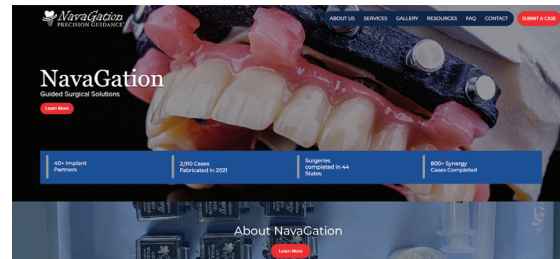 NavaGation
PRECISION GUIDANCE
ABOUT US SERVICES GALLERY RESOURCES FAQ CONTACT SUBMIT A CASE
NavaGation
Guided Surgical Solutions
Learn More
40+ Implant
Partners
2,910 Cases
Fabricated in 2021
Surgeries
completed in 44
States
800+ Synergy
Cases Completed
About NavaGation
Learn More